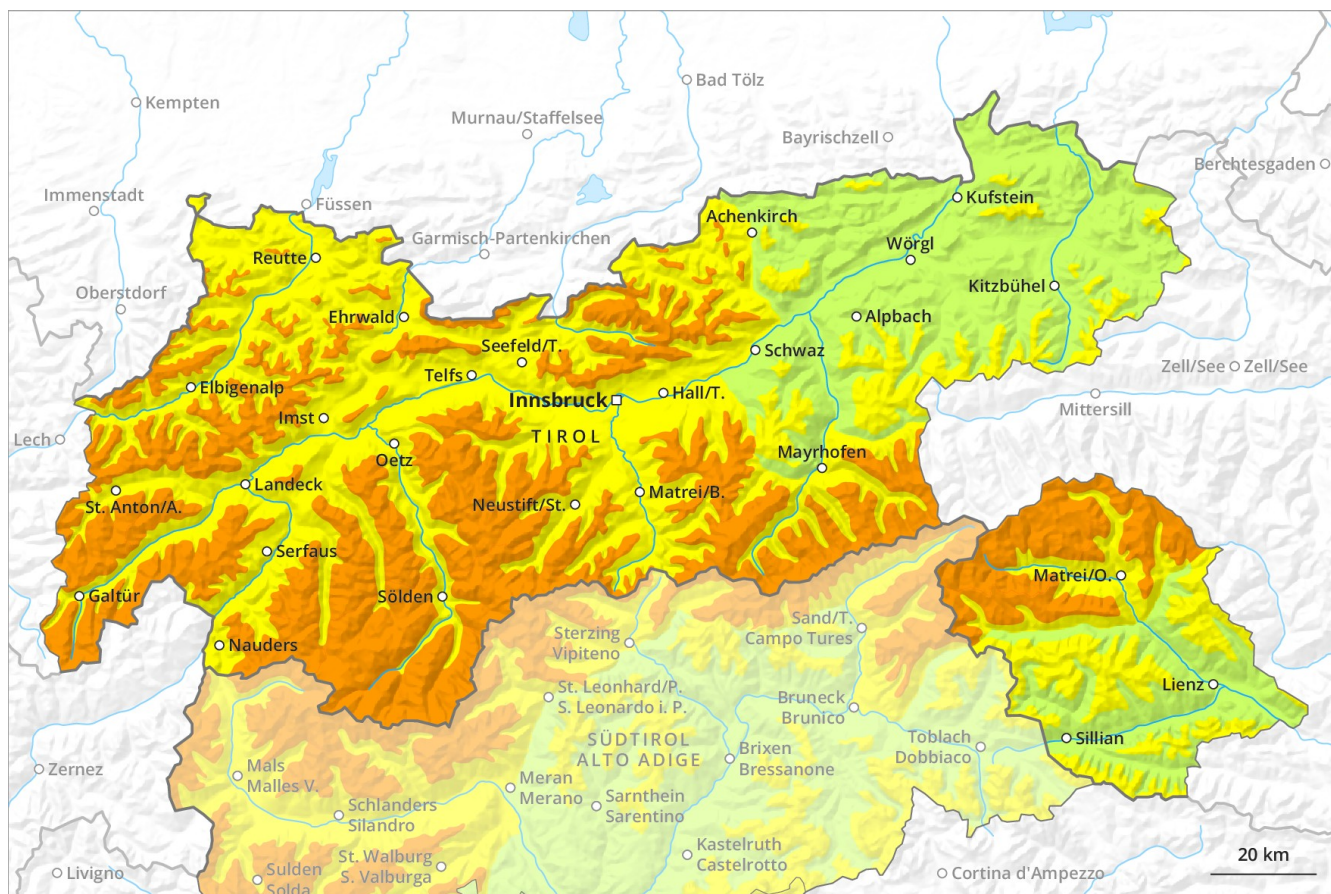 Bad Tölz
Kempten
Murnau/Staffelsee
Bayrischzell
Berchtesgaden
Immenstadt
Füssen
Kufstein
Achenkirch
Garmisch-Partenkirchen
Wörgl
Reutte
Kitzbühel
Oberstdorf
Ehrwald
Alpbach
Seefeld/T.
Schwaz
Zell/See
Zell/See
Telfs
Elbigenalp
Hall/T.
Innsbruck
Mittersill
Imst
TIROL
Lech
Oetz
Mayrhofen
Landeck
Matrei/B.
Neustift/St.
St. Anton/A.
Serfaus
Matrei/O.
Galtür
Sölden
Sand/T.
Campo Tures
Sterzing
Vipiteno
Nauders
Lienz
St. Leonhard/P.
S. Leonardo i. P.
Bruneck
Brunico
SÜDTIROL
ALTO ADIGE
Toblach
Dobbiaco
Sillian
Brixen
Bressanone
Zernez
Mals
Malles V.
Meran
Merano
Sarnthein
Sarentino
Schlanders
Silandro
Kastelruth
Castelrotto
20 km
St. Walburg
S. Valburga
Livigno
Sulden
Solda
Cortina d'Ampezzo